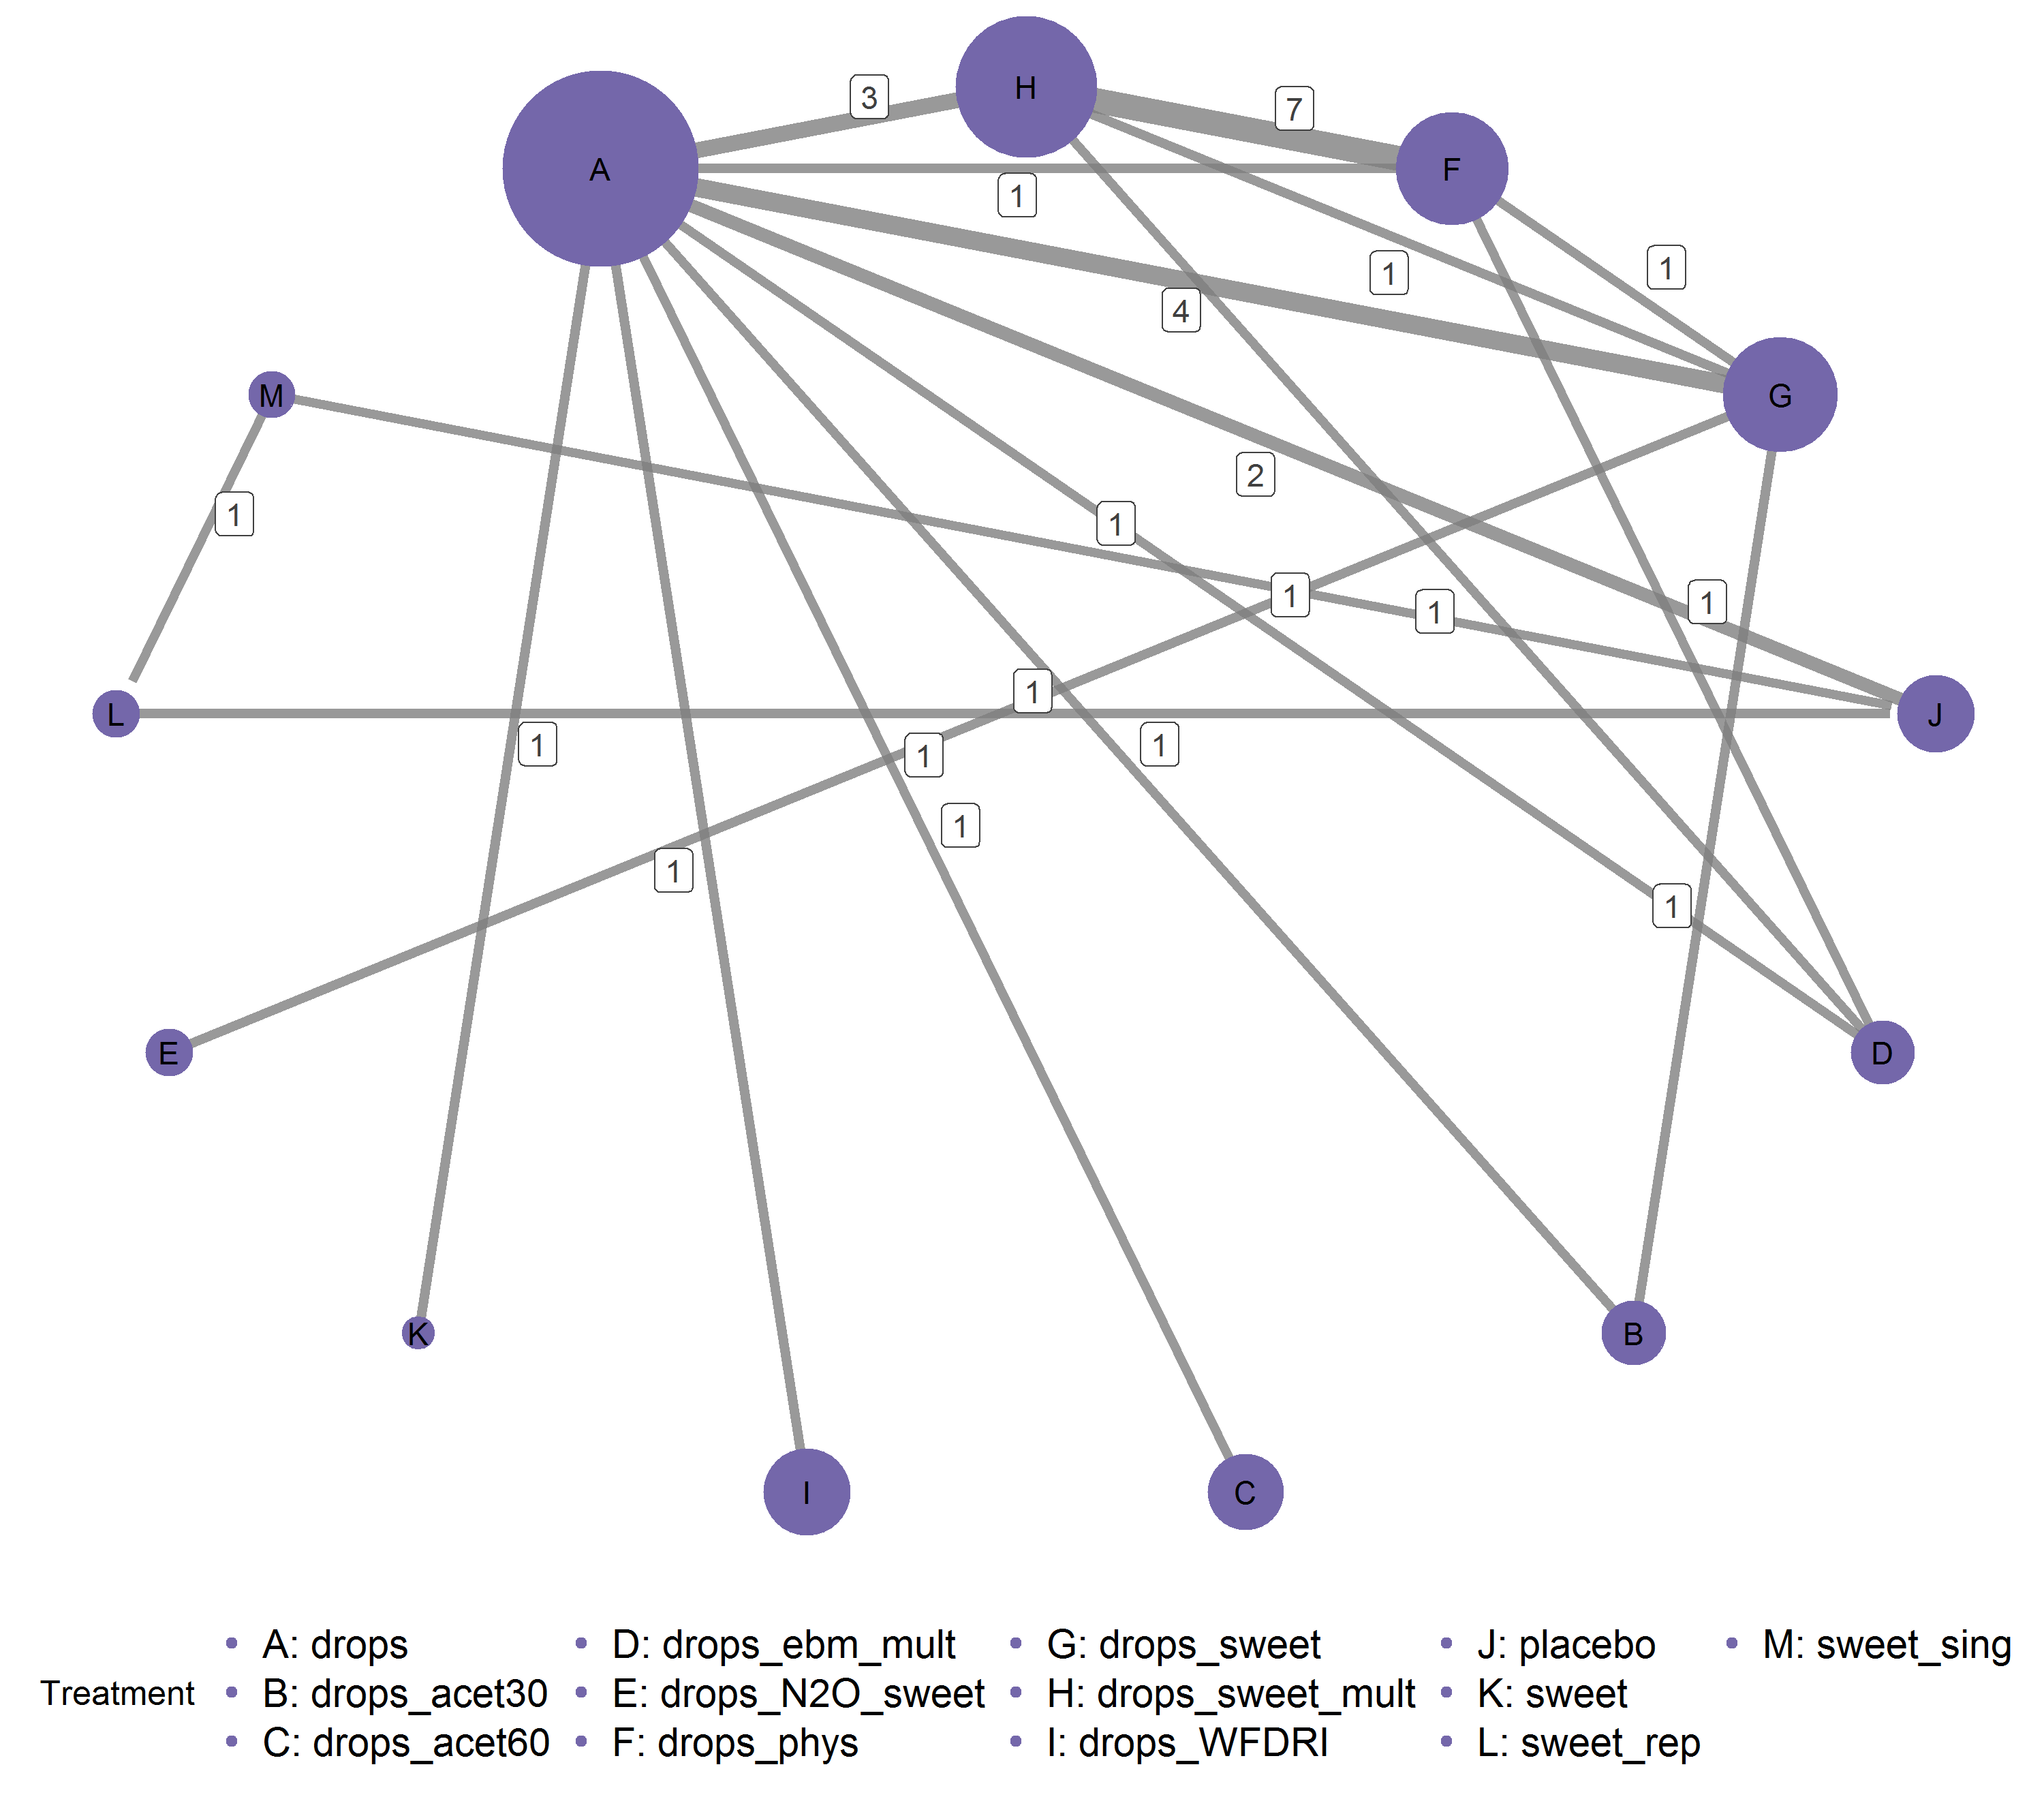 H
3
7
A
F
1
1
1
4
M
G
2
1
1
1
1
1
1
L
J
1
1
1
1
1
1
E
D
K
B
I
C
Treatment
A: drops
B: drops_acet30
C: drops_acet60
D: drops_ebm_mult
E: drops_N2O_sweet
F: drops_phys
G: drops_sweet
H: drops_sweet_mult
I: drops_WFDRI
J: placebo
K: sweet
L: sweet_rep
M: sweet_sing